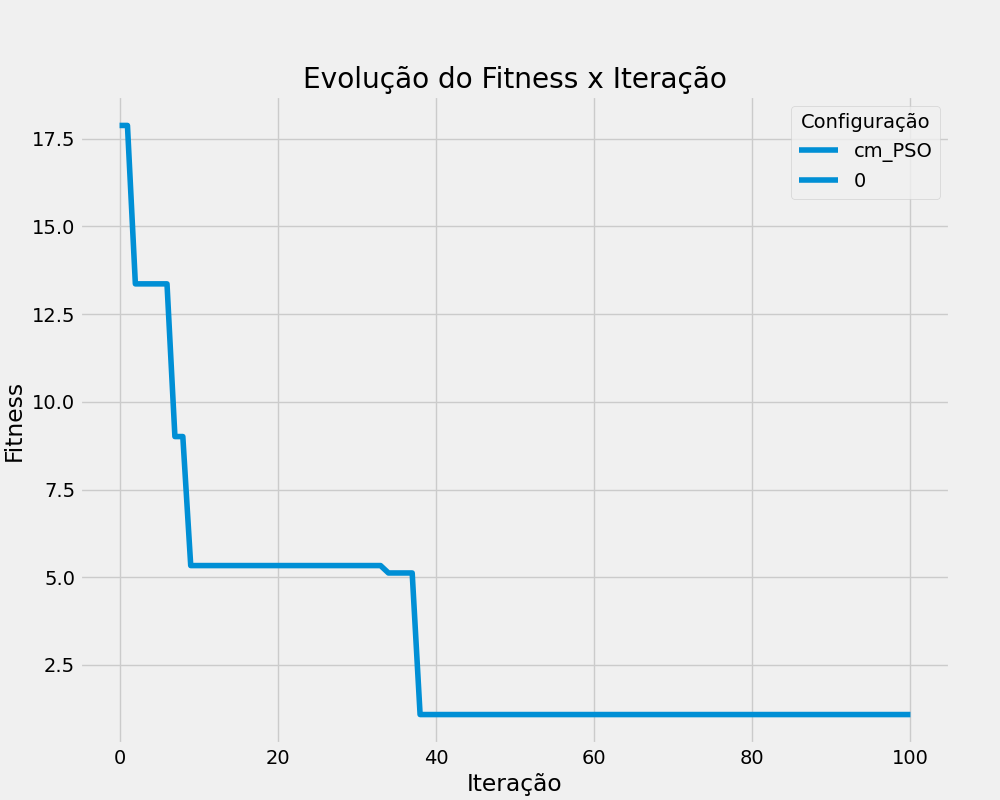 Evolução do Fitness x Iteração
Configuração
cm_PSO
0
Fitness
17.5
15.0
12.5
10.0
7.5
5.0
2.5
0 20 40 60 80 100
Iteração